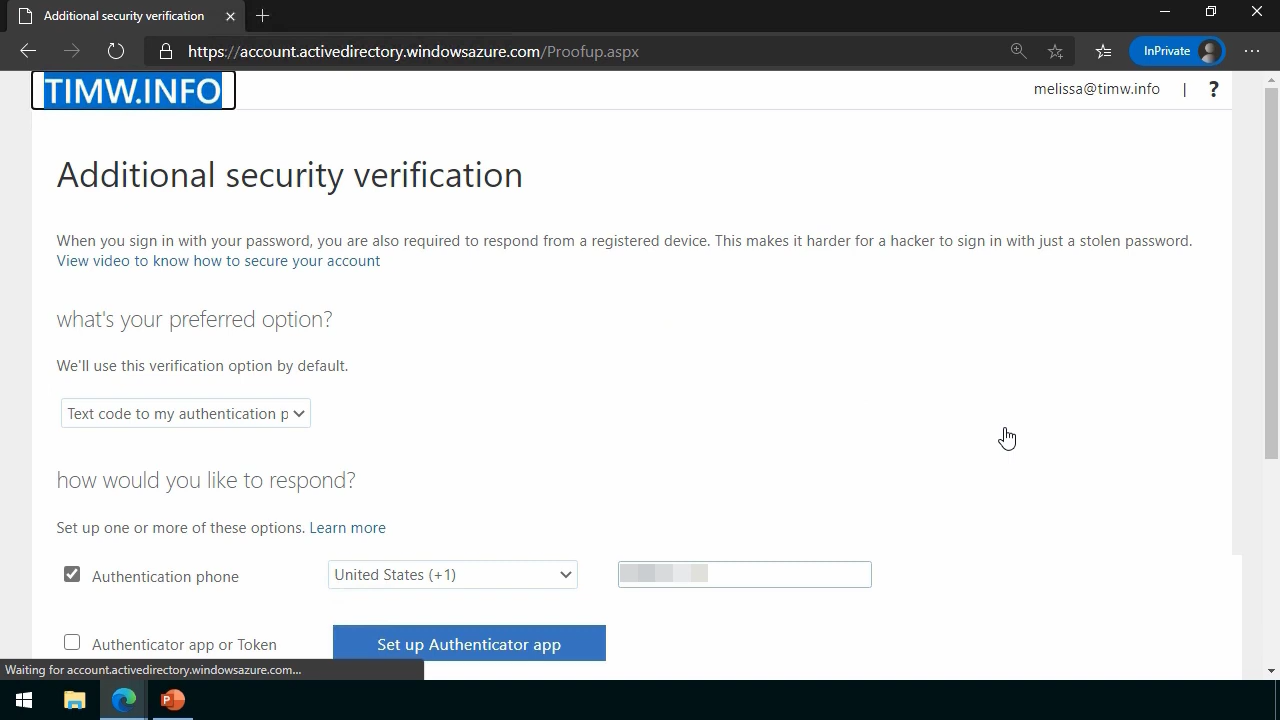 Additional security verification
https://account.activedirectory.windowsazure.com/Proofup.aspx
InPrivate
TIMW.INFO
melissa@timw.info | ?
Additional security verification
When you sign in with your password, you are also required to respond from a registered device. This makes it harder for a hacker to sign in with just a stolen password.
View video to know how to secure your account
what's your preferred option?
We'll use this verification option by default.
Text code to my authentication p
how would you like to respond?
Set up one or more of these options. Learn more
Authentication phone
United States (+1)
Authenticator app or Token
Set up Authenticator app
Waiting for account.activedirectory.windowsazure.com...